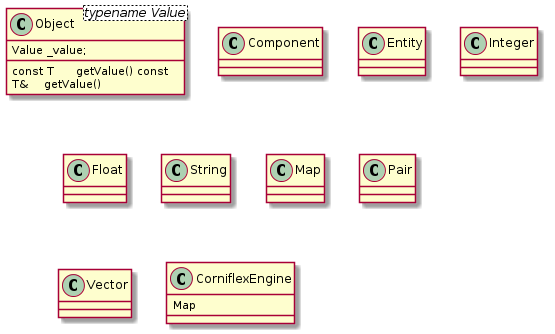 C Object
typename Value
Value _value;
const T getValue() const
T& getValue()
C Component
C Entity
C Integer
C Float
C String
C Map
C Pair
C Vector
C CorniflexEngine
Map